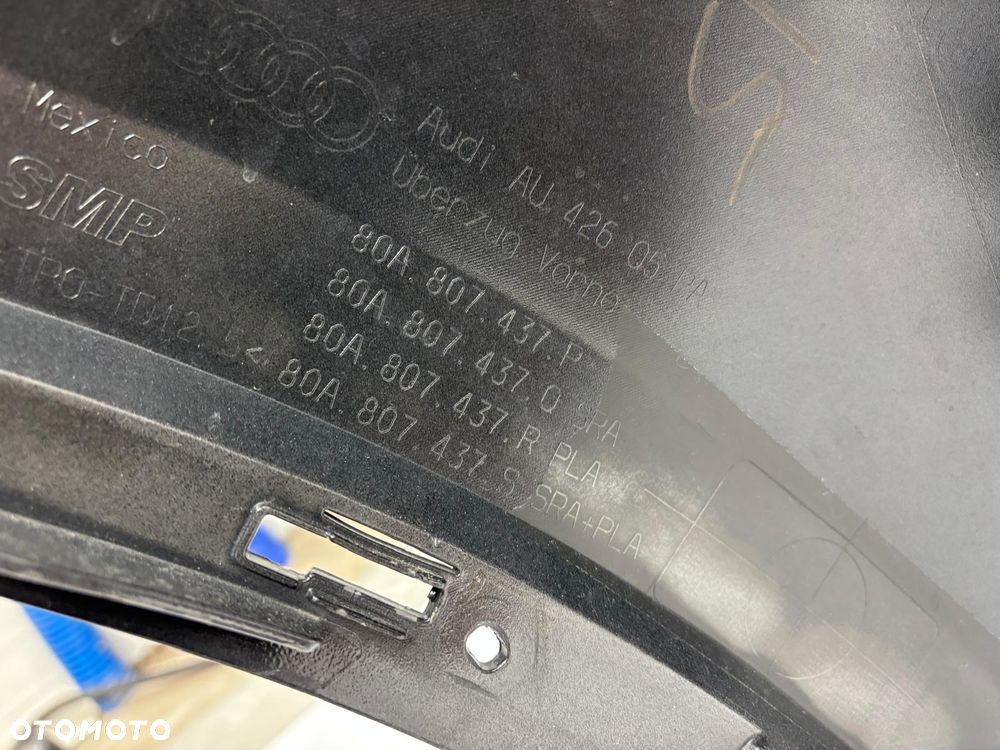 Audi AU 426 05 PA
Überzug Vorne
Mexico
SMP
80A. 807. 437. P
80A. 807. 437. Q SRA
80A. 807. 437. R PLA
80A. 807 437 S SRA+PLA
OTOMOTO